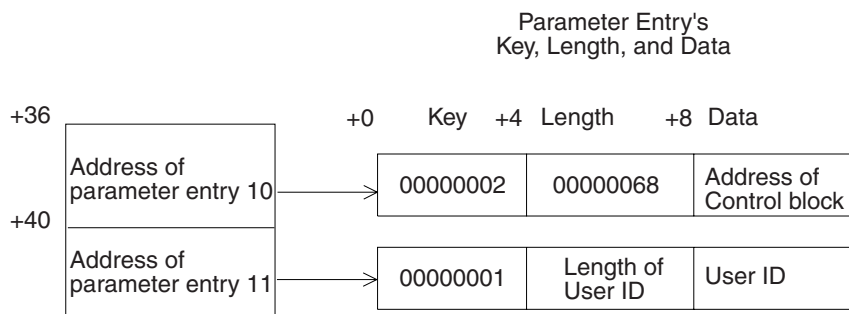 Parameter Entry's
Key, Length, and Data
+36
+0 Key +4 Length +8 Data
Address of
parameter entry 10
00000002 00000068 Address of
Control block
+40
Address of
parameter entry 11
00000001 Length of
User ID User ID